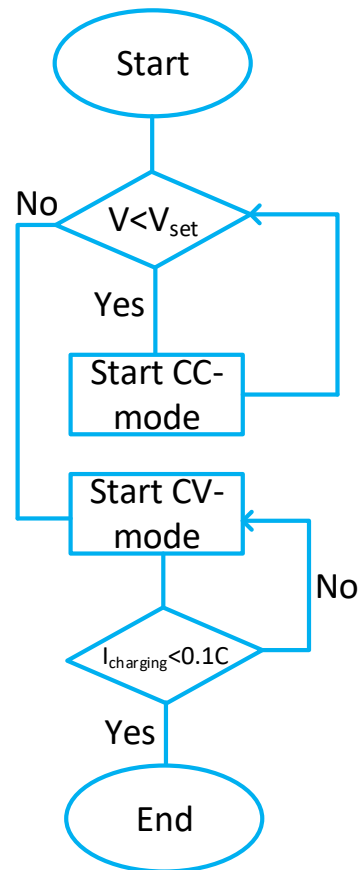 Start
No
V<Vset
Yes
Start CC-
mode
Start CV-
mode
No
Icharging<0.1C
Yes
End